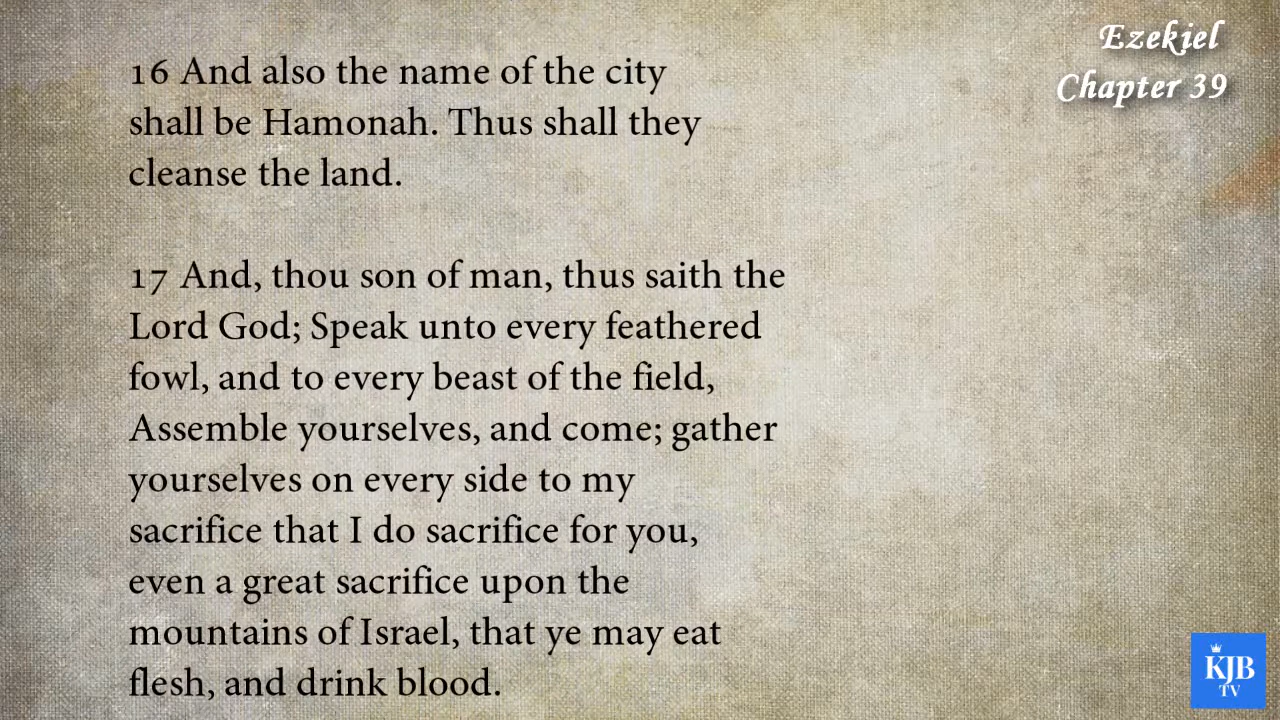 Ezekiel
Chapter 39
16 And also the name of the city
shall be Hamonah. Thus shall they
cleanse the land.
17 And, thou son of man, thus saith the
Lord God; Speak unto every feathered
fowl, and to every beast of the field,
Assemble yourselves, and come; gather
yourselves on every side to my
sacrifice that I do sacrifice for you,
even a great sacrifice upon the
mountains of Israel, that ye may eat
flesh, and drink blood.
KJB
TV